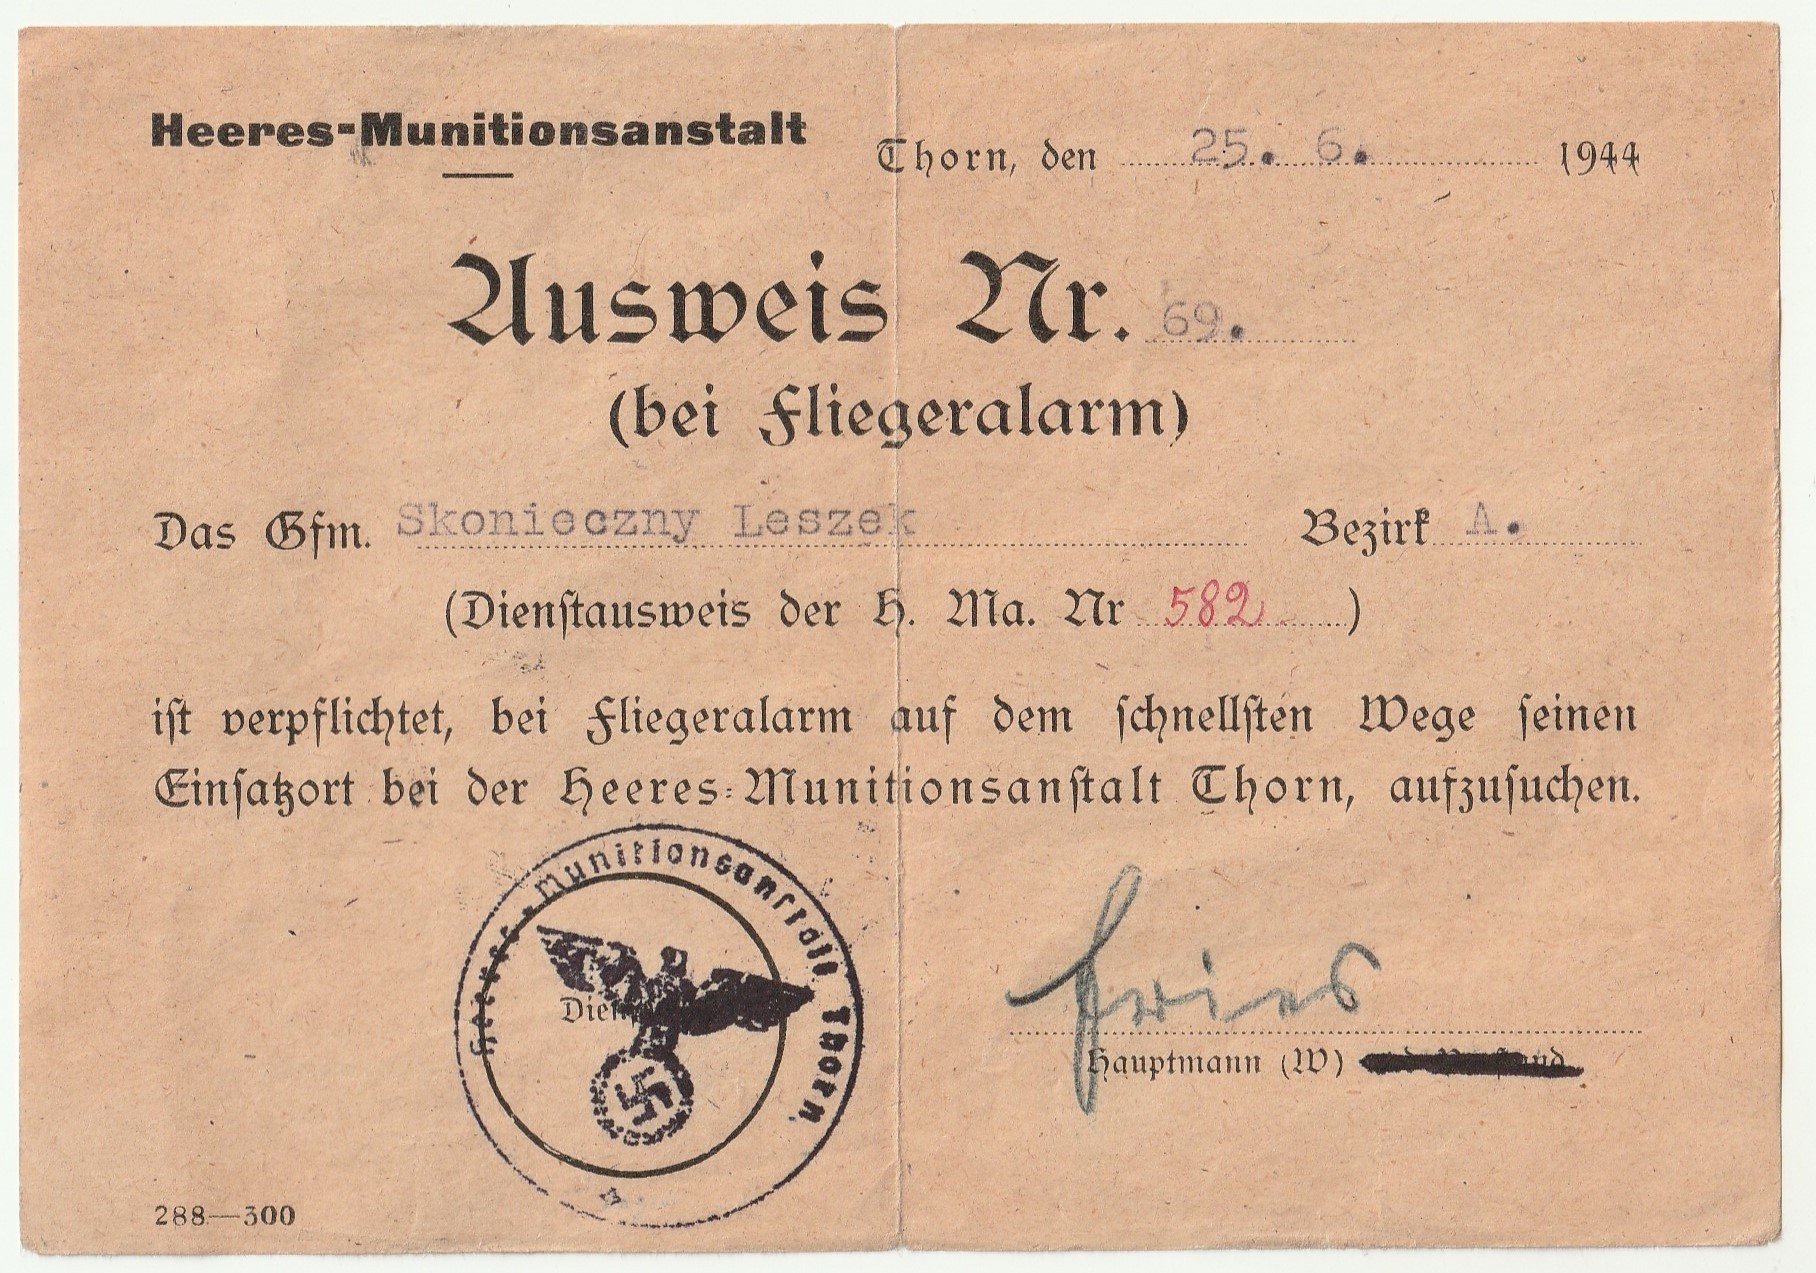 Heeres-Munitionsanstalt
Thorn, den 25. 6. 1944
Ausweis Nr. 69.
(bei Fliegeralarm)
Das Gfm. Skonieczny Leszek Bezirk A.
(Dienſtausweis der H. Ma. Nr 582 )
iſt verpflichtet, bei Fliegeralarm auf dem ſchnellſten Wege ſeinen
Einſatzort bei der Heeres-Munitionsanſtalt Thorn, aufzuſuchen.
Heeres-Munitionsanſtalt Thorn
Fries
Hauptmann (W)
288—300